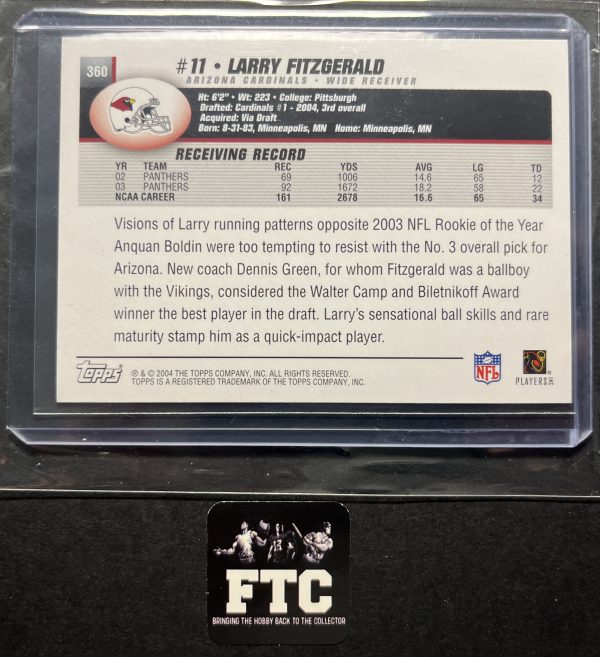 360
#11 • LARRY FITZGERALD
ARIZONA CARDINALS • WIDE RECEIVER
Ht: 6'2" • Wt: 223 • College: Pittsburgh
Drafted: Cardinals #1 - 2004, 3rd overall
Acquired: Via Draft
Born: 8-31-83, Minneapolis, MN Home: Minneapolis, MN
RECEIVING RECORD
YR TEAM REC YDS AVG LG TD
02 PANTHERS 69 1006 14.6 65 12
03 PANTHERS 92 1672 18.2 58 22
NCAA CAREER 161 2678 16.6 65 34
Visions of Larry running patterns opposite 2003 NFL Rookie of the Year
Anquan Boldin were too tempting to resist with the No. 3 overall pick for
Arizona. New coach Dennis Green, for whom Fitzgerald was a ballboy
with the Vikings, considered the Walter Camp and Biletnikoff Award
winner the best player in the draft. Larry's sensational ball skills and rare
maturity stamp him as a quick-impact player.
Topps
® & © 2004 THE TOPPS COMPANY, INC. ALL RIGHTS RESERVED.
TOPPS IS A REGISTERED TRADEMARK OF THE TOPPS COMPANY, INC.
NFL
PLAYERS INC
FTC
BRINGING THE HOBBY BACK TO THE COLLECTOR